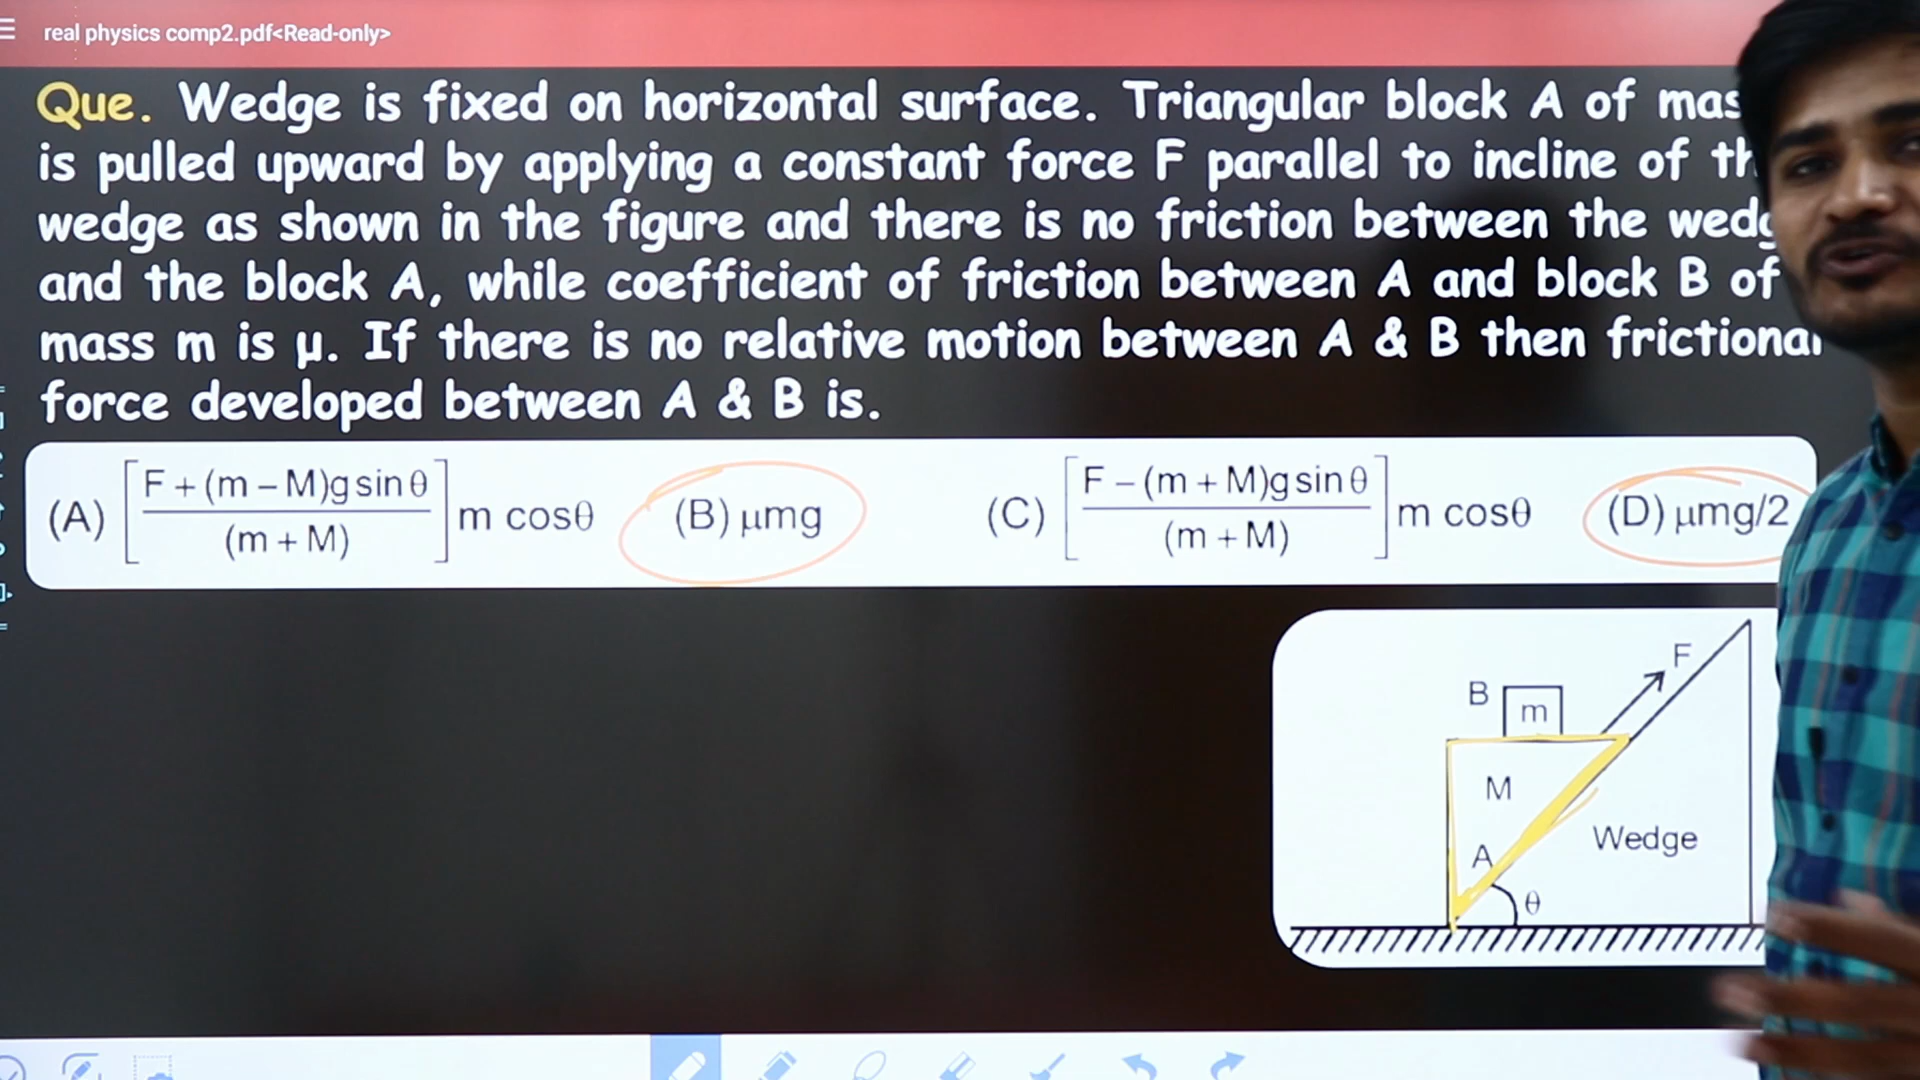 real physics comp2.pdf<Read-only>
Que. Wedge is fixed on horizontal surface. Triangular block A of
is pulled upward by applying a constant force F parallel to incline of
wedge as shown in the figure and there is no friction between the
and the block A, while coefficient of friction between A and block B of
mass m is μ. If there is no relative motion between A & B then frictional
force developed between A & B is.
(A) [F + (m – M)g sin θ / (m + M)] m cosθ (B) μmg (C) [F – (m + M)g sin θ / (m + M)] m cosθ (D) μmg/2
F
B m
M
Wedge
A
θ